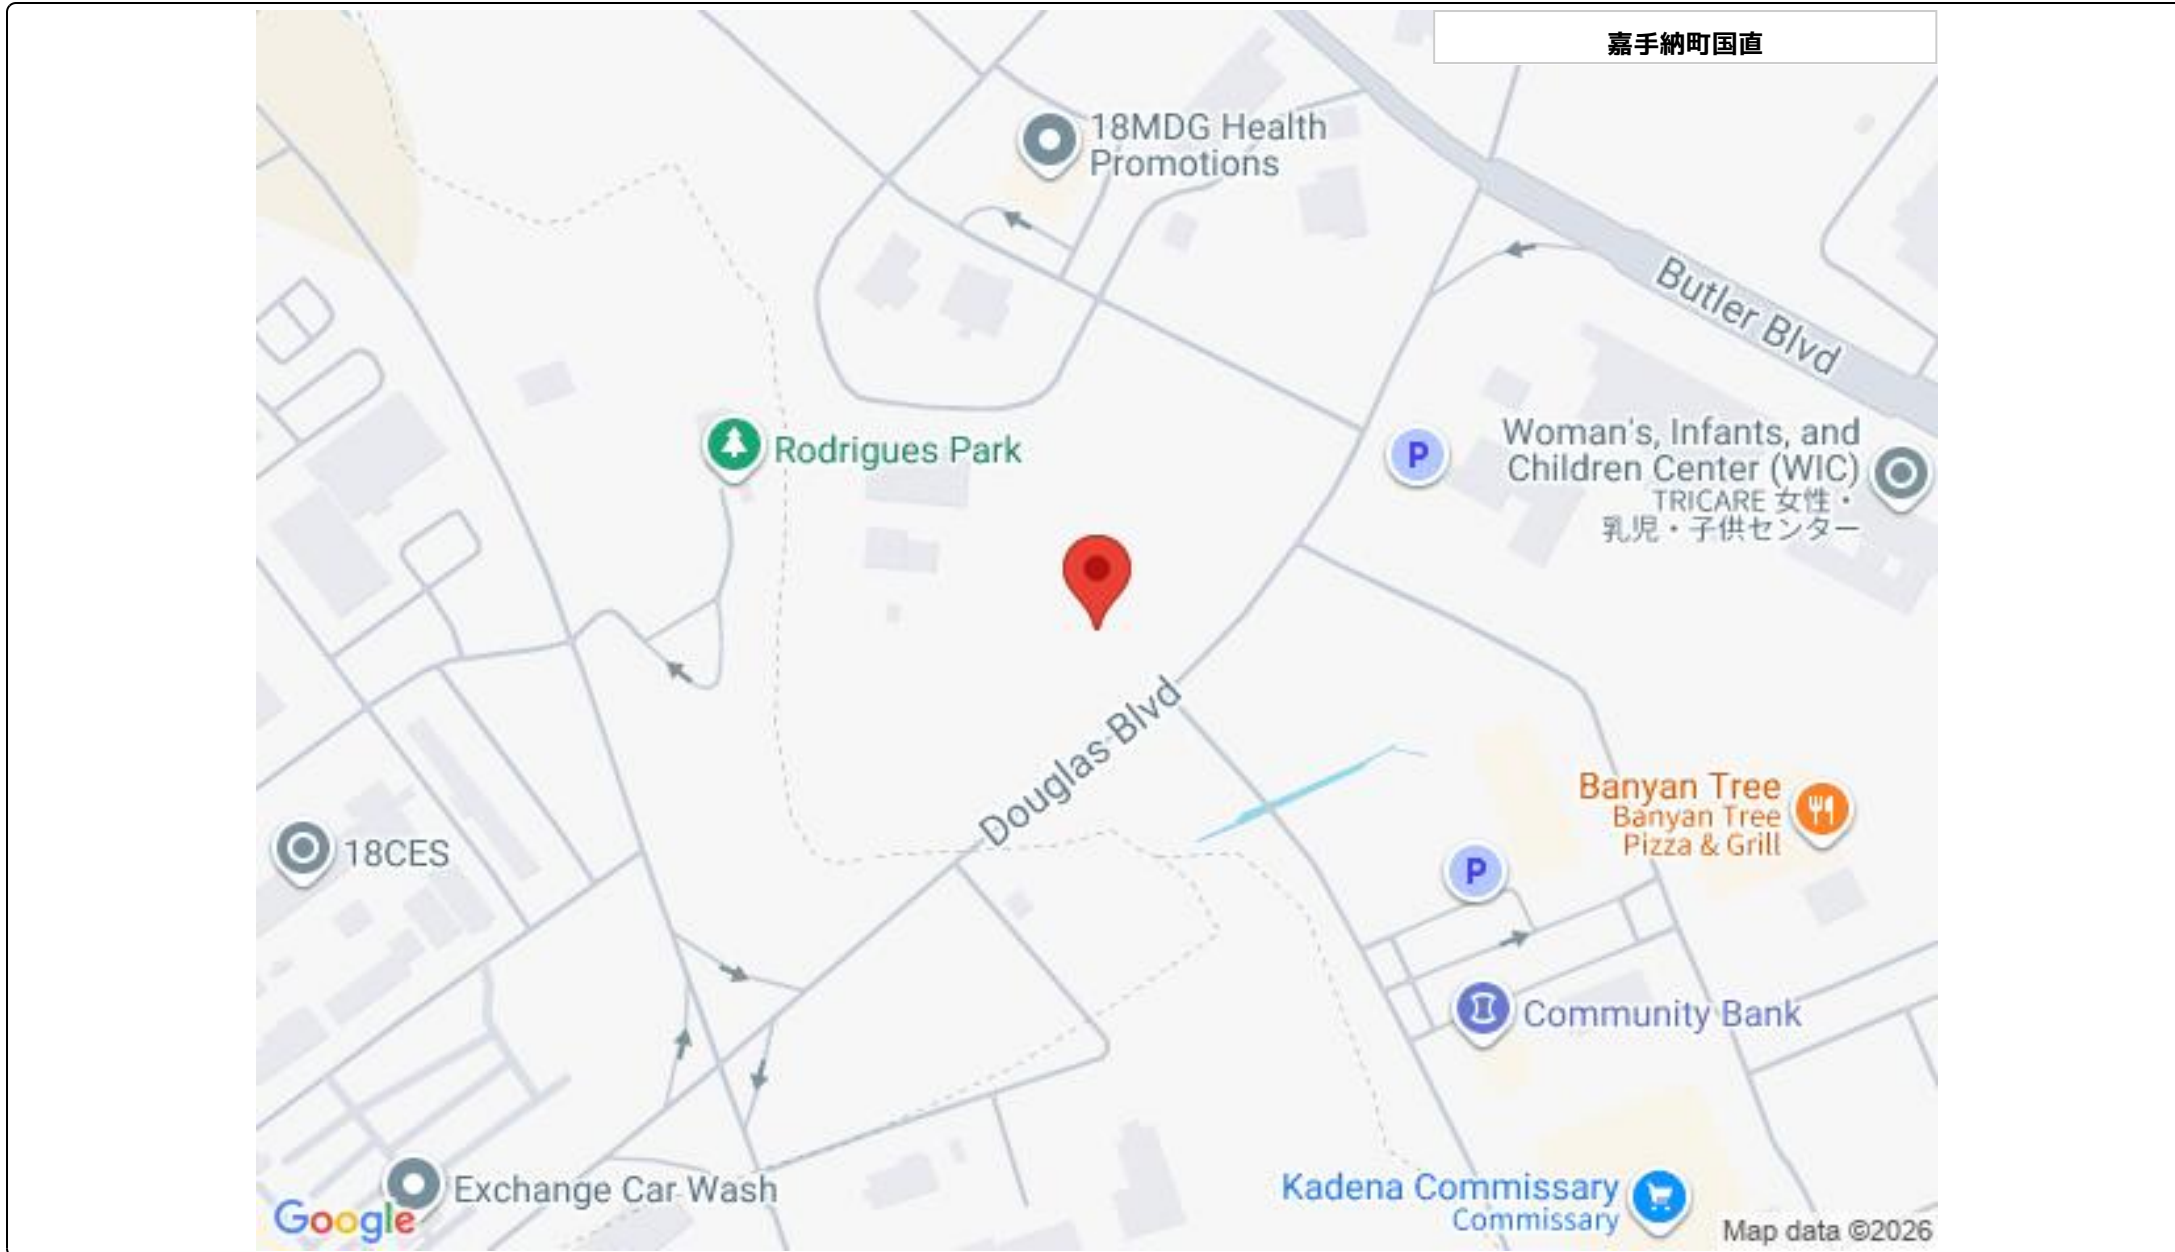 嘉手納町国直
18MDG Health
Promotions
Butler Blvd
Rodrigues Park
P
Woman's, Infants, and
Children Center (WIC)
TRICARE 女性・
乳児・子供センター
Douglas Blvd
Banyan Tree
Banyan Tree
Pizza & Grill
18CES
P
Community Bank
Exchange Car Wash
Kadena Commissary
Commissary
Google
Map data ©2026